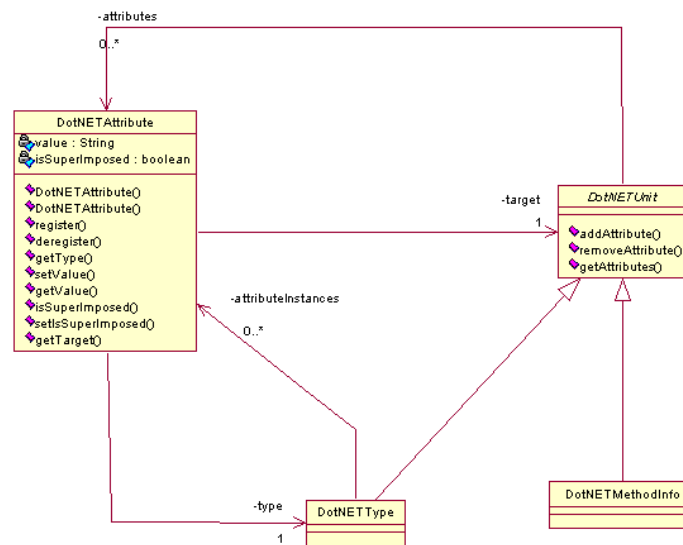 -attributes
0..*
DotNETAttribute
value : String
isSuperImposed : boolean
DotNETAttribute()
DotNETAttribute()
register()
deregister()
getType()
setValue()
getValue()
isSuperImposed()
setIsSuperImposed()
getTarget()
-target
1
DotNETUnit
addAttribute()
removeAttribute()
getAttributes()
-attributeInstances
0..*
-type
1
DotNETType
DotNETMethodInfo